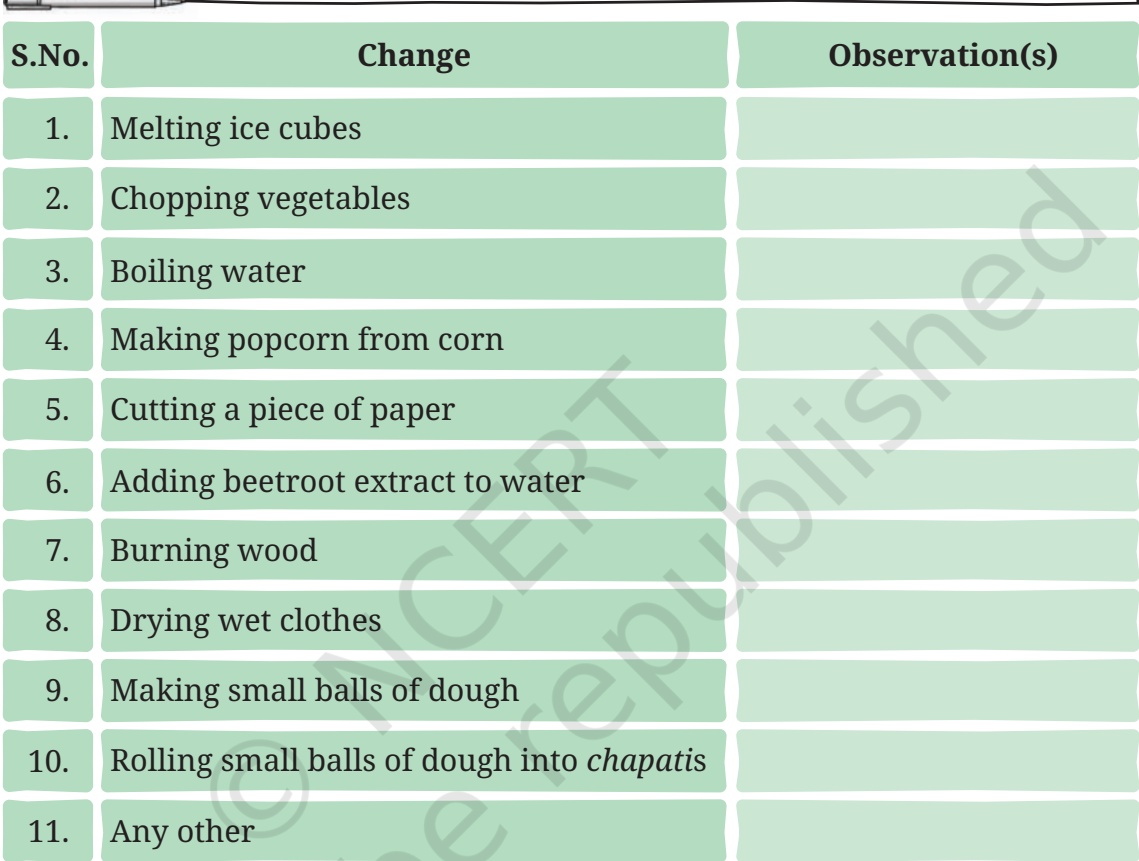 S.No. Change Observation(s)
1. Melting ice cubes
2. Chopping vegetables
3. Boiling water
4. Making popcorn from corn
5. Cutting a piece of paper
6. Adding beetroot extract to water
7. Burning wood
8. Drying wet clothes
9. Making small balls of dough
10. Rolling small balls of dough into chapatis
11. Any other
© NCERT
be republished